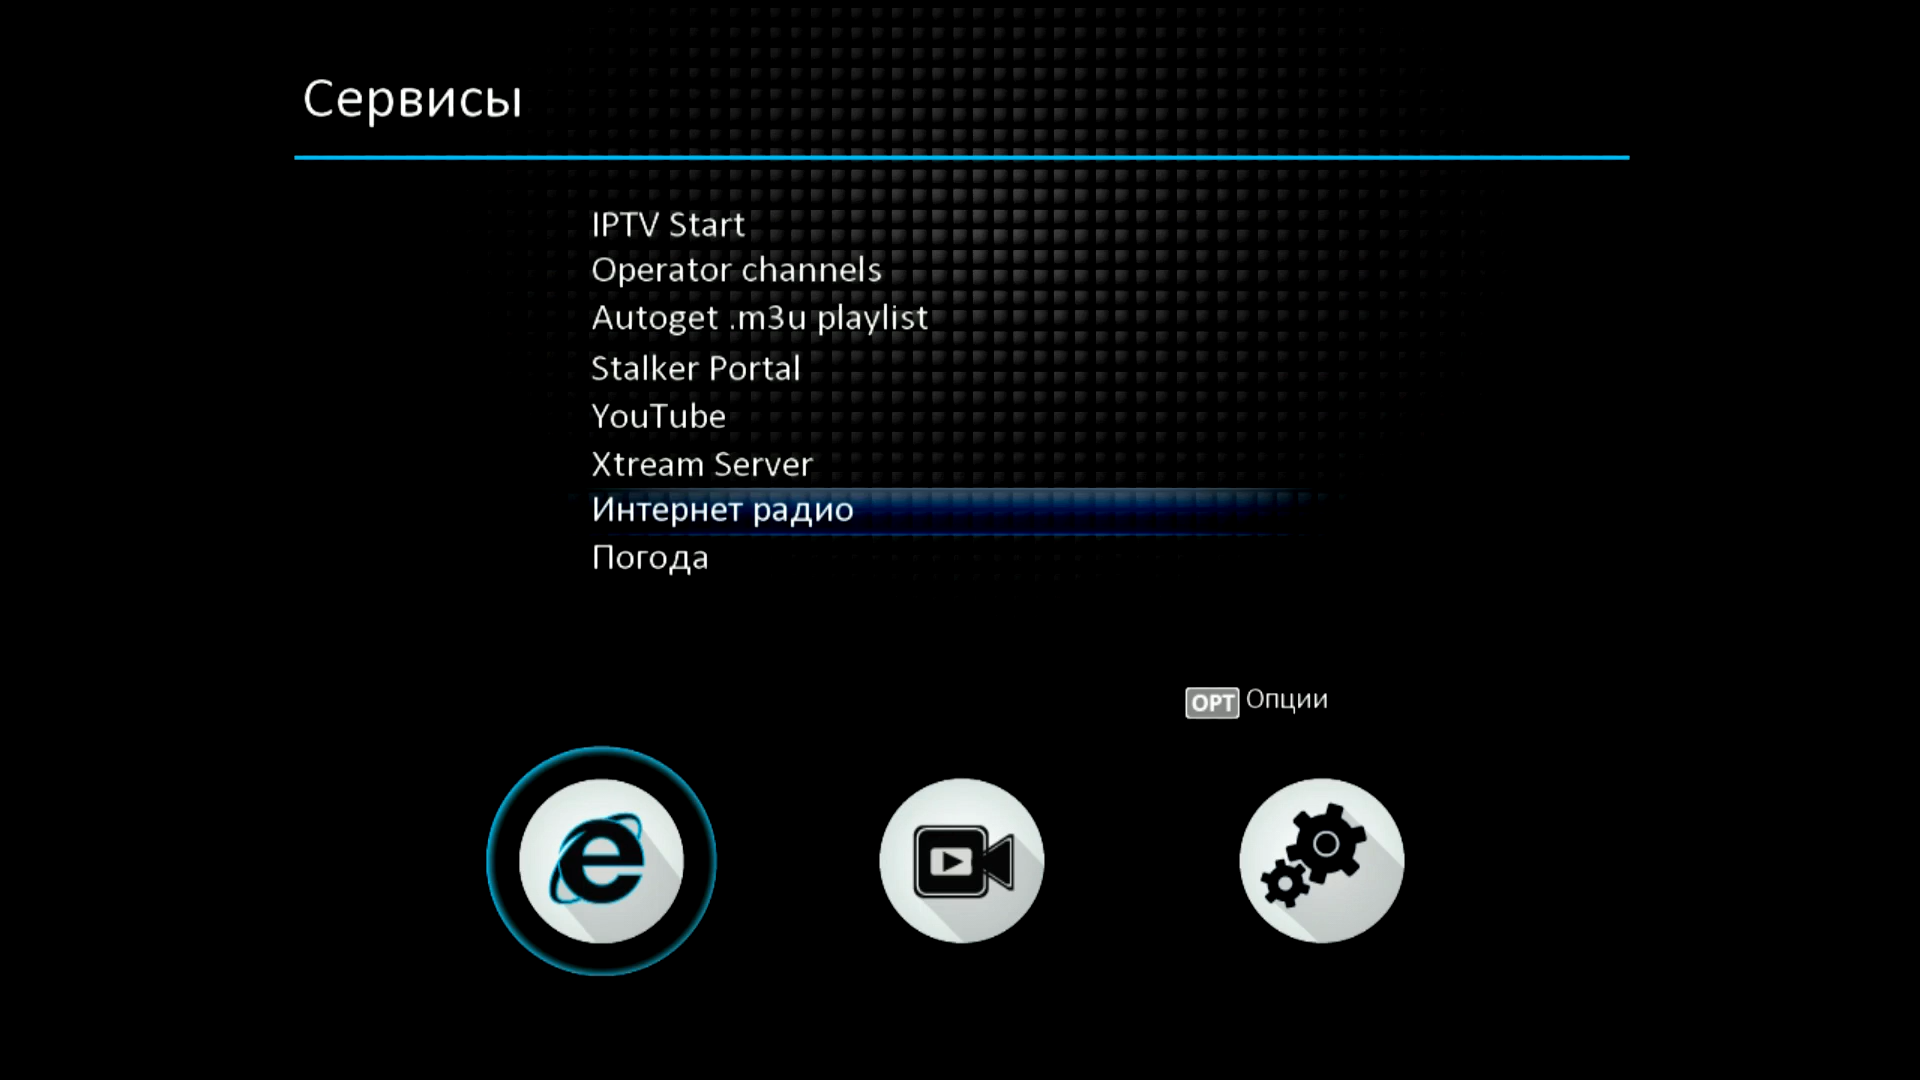 Сервисы
IPTV Start
Operator channels
Autoget .m3u playlist
Stalker Portal
YouTube
Xtream Server
Интернет радио
Погода
OPT Опции